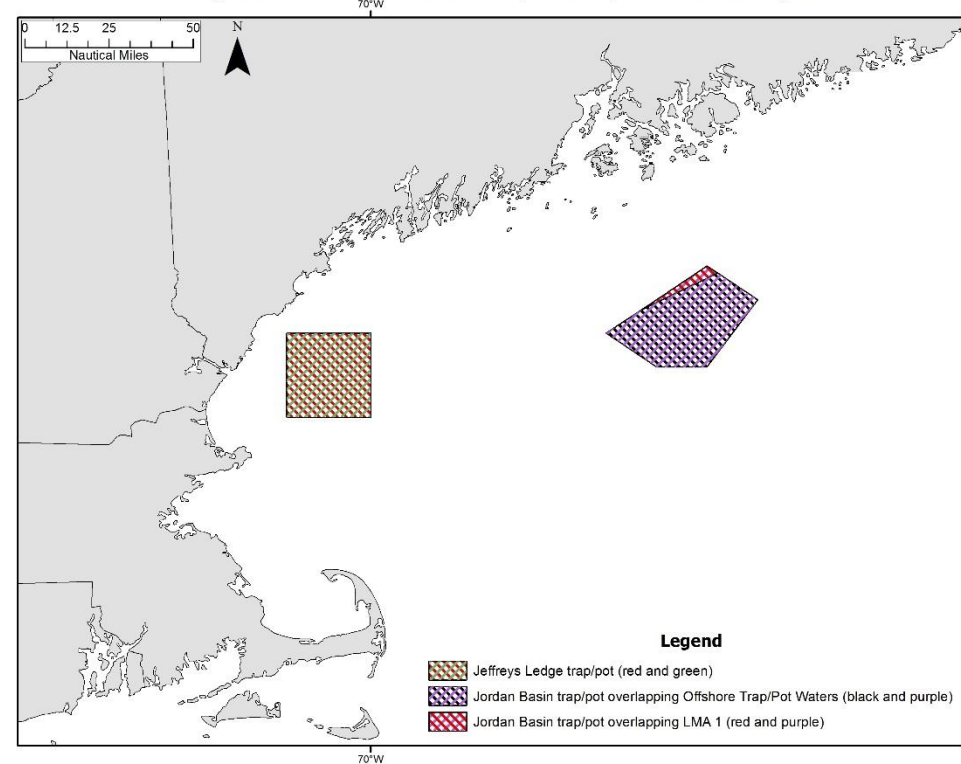 70°W
0 12.5 25 50
Nautical Miles
N
Legend
Jeffreys Ledge trap/pot (red and green)
Jordan Basin trap/pot overlapping Offshore Trap/Pot Waters (black and purple)
Jordan Basin trap/pot overlapping LMA 1 (red and purple)
70°W